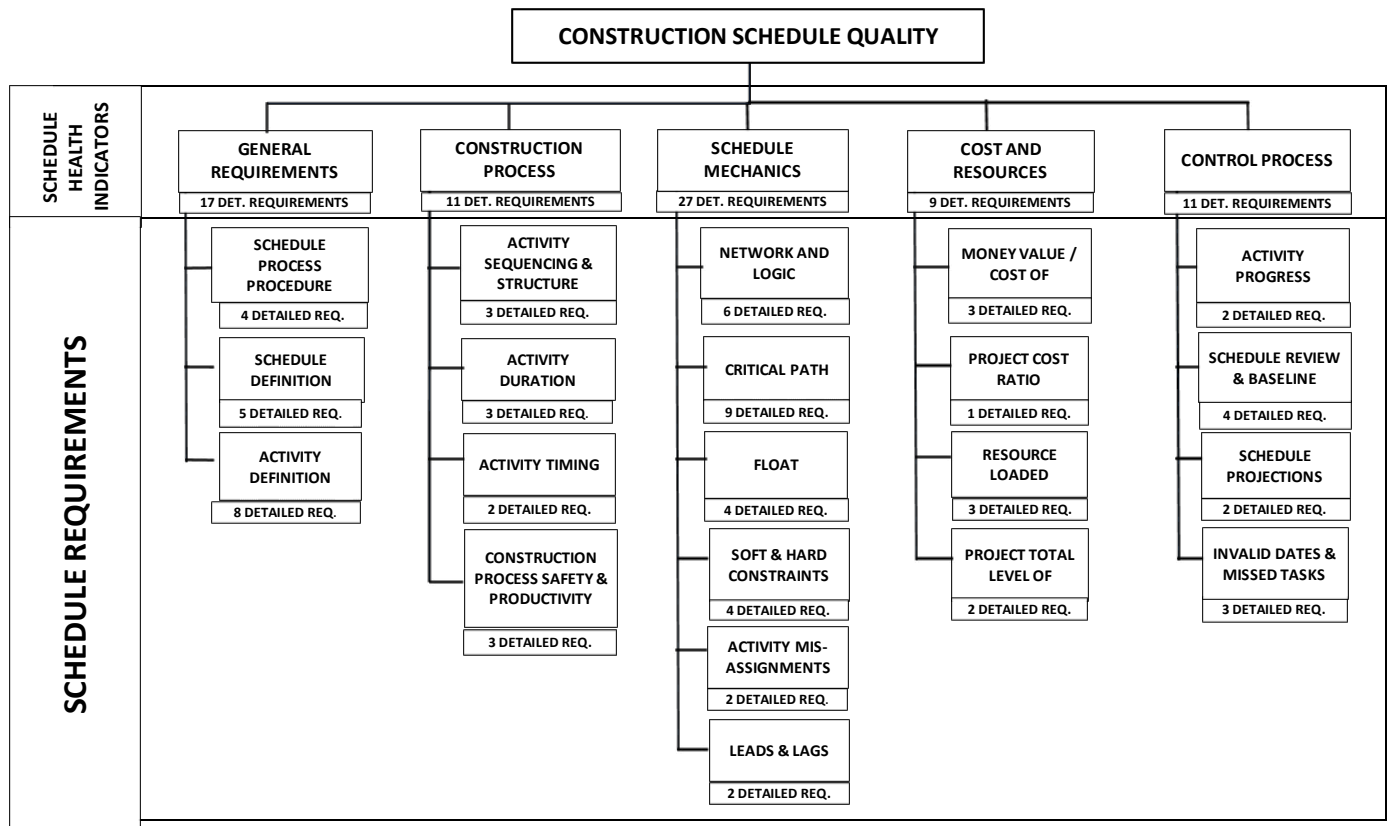 CONSTRUCTION SCHEDULE QUALITY
SCHEDULE
HEALTH
INDICATORS
GENERAL
REQUIREMENTS
17 DET. REQUIREMENTS
CONSTRUCTION
PROCESS
11 DET. REQUIREMENTS
SCHEDULE
MECHANICS
27 DET. REQUIREMENTS
COST AND
RESOURCES
9 DET. REQUIREMENTS
CONTROL PROCESS
11 DET. REQUIREMENTS
SCHEDULE REQUIREMENTS
SCHEDULE
PROCESS
PROCEDURE
4 DETAILED REQ.
SCHEDULE
DEFINITION
5 DETAILED REQ.
ACTIVITY
DEFINITION
8 DETAILED REQ.
ACTIVITY
SEQUENCING &
STRUCTURE
3 DETAILED REQ.
ACTIVITY
DURATION
3 DETAILED REQ.
ACTIVITY TIMING
2 DETAILED REQ.
CONSTRUCTION
PROCESS SAFETY &
PRODUCTIVITY
3 DETAILED REQ.
NETWORK AND
LOGIC
6 DETAILED REQ.
CRITICAL PATH
9 DETAILED REQ.
FLOAT
4 DETAILED REQ.
SOFT & HARD
CONSTRAINTS
4 DETAILED REQ.
ACTIVITY MIS-
ASSIGNMENTS
2 DETAILED REQ.
LEADS & LAGS
2 DETAILED REQ.
MONEY VALUE /
COST OF
3 DETAILED REQ.
PROJECT COST
RATIO
1 DETAILED REQ.
RESOURCE
LOADED
3 DETAILED REQ.
PROJECT TOTAL
LEVEL OF
2 DETAILED REQ.
ACTIVITY
PROGRESS
2 DETAILED REQ.
SCHEDULE REVIEW
& BASELINE
4 DETAILED REQ.
SCHEDULE
PROJECTIONS
2 DETAILED REQ.
INVALID DATES &
MISSED TASKS
3 DETAILED REQ.